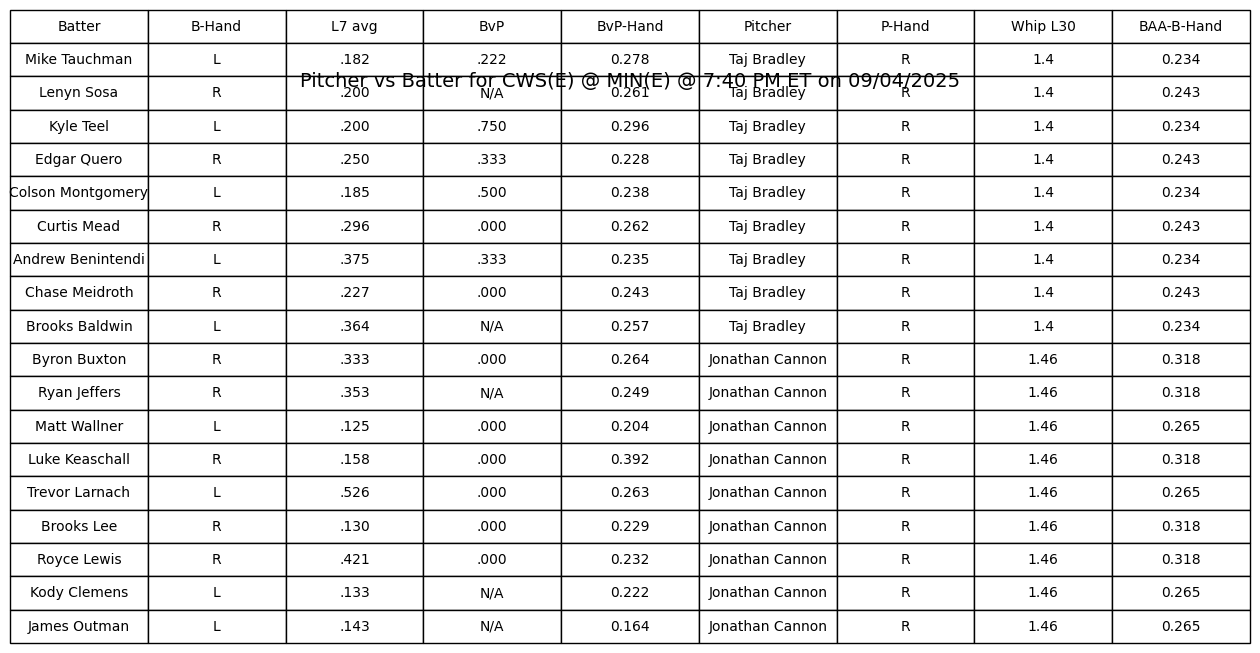 Batter B-Hand L7 avg BvP BvP-Hand Pitcher P-Hand Whip L30 BAA-B-Hand
Mike Tauchman L .182 .222 0.278 Taj Bradley R 1.4 0.234
Pitcher vs Batter for CWS(E) @ MIN(E) @ 7:40 PM ET on 09/04/2025
Lenyn Sosa R .200 N/A 0.261 Taj Bradley R 1.4 0.243
Kyle Teel L .200 .750 0.296 Taj Bradley R 1.4 0.234
Edgar Quero R .250 .333 0.228 Taj Bradley R 1.4 0.243
Colson Montgomery L .185 .500 0.238 Taj Bradley R 1.4 0.234
Curtis Mead R .296 .000 0.262 Taj Bradley R 1.4 0.243
Andrew Benintendi L .375 .333 0.235 Taj Bradley R 1.4 0.234
Chase Meidroth R .227 .000 0.243 Taj Bradley R 1.4 0.243
Brooks Baldwin L .364 N/A 0.257 Taj Bradley R 1.4 0.234
Byron Buxton R .333 .000 0.264 Jonathan Cannon R 1.46 0.318
Ryan Jeffers R .353 N/A 0.249 Jonathan Cannon R 1.46 0.318
Matt Wallner L .125 .000 0.204 Jonathan Cannon R 1.46 0.265
Luke Keaschall R .158 .000 0.392 Jonathan Cannon R 1.46 0.318
Trevor Larnach L .526 .000 0.263 Jonathan Cannon R 1.46 0.265
Brooks Lee R .130 .000 0.229 Jonathan Cannon R 1.46 0.318
Royce Lewis R .421 .000 0.232 Jonathan Cannon R 1.46 0.318
Kody Clemens L .133 N/A 0.222 Jonathan Cannon R 1.46 0.265
James Outman L .143 N/A 0.164 Jonathan Cannon R 1.46 0.265